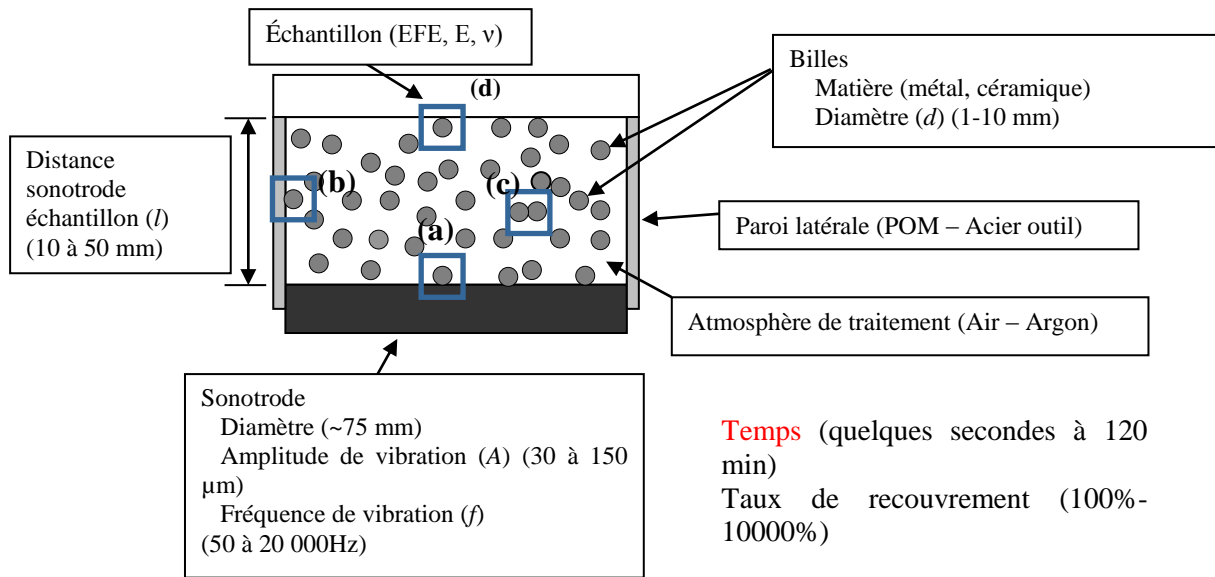 Échantillon (EFE, E, ν)
Billes
Matière (métal, céramique)
Diamètre (d) (1-10 mm)
(d)
Distance
sonotrode
échantillon (l)
(10 à 50 mm)
(b)
(c)
(a)
Paroi latérale (POM – Acier outil)
Atmosphère de traitement (Air – Argon)
Sonotrode
Diamètre (~75 mm)
Amplitude de vibration (A) (30 à 150
µm)
Fréquence de vibration (f)
(50 à 20 000Hz)
Temps (quelques secondes à 120
min)
Taux de recouvrement (100%-
10000%)